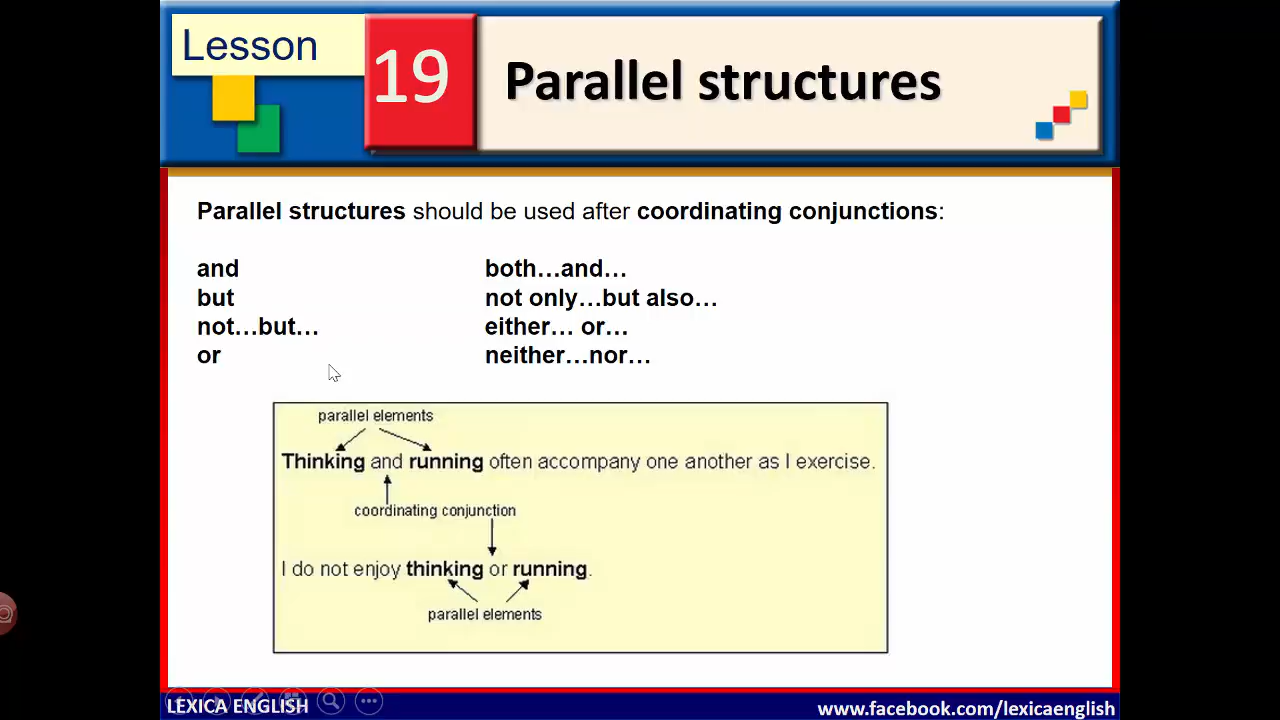 Lesson
19
Parallel structures
Parallel structures should be used after coordinating conjunctions:
and
but
not…but…
or
both…and…
not only…but also…
either… or…
neither…nor…
parallel elements
Thinking and running often accompany one another as I exercise.
coordinating conjunction
I do not enjoy thinking or running.
parallel elements
LEXICA ENGLISH
www.facebook.com/lexicaenglish